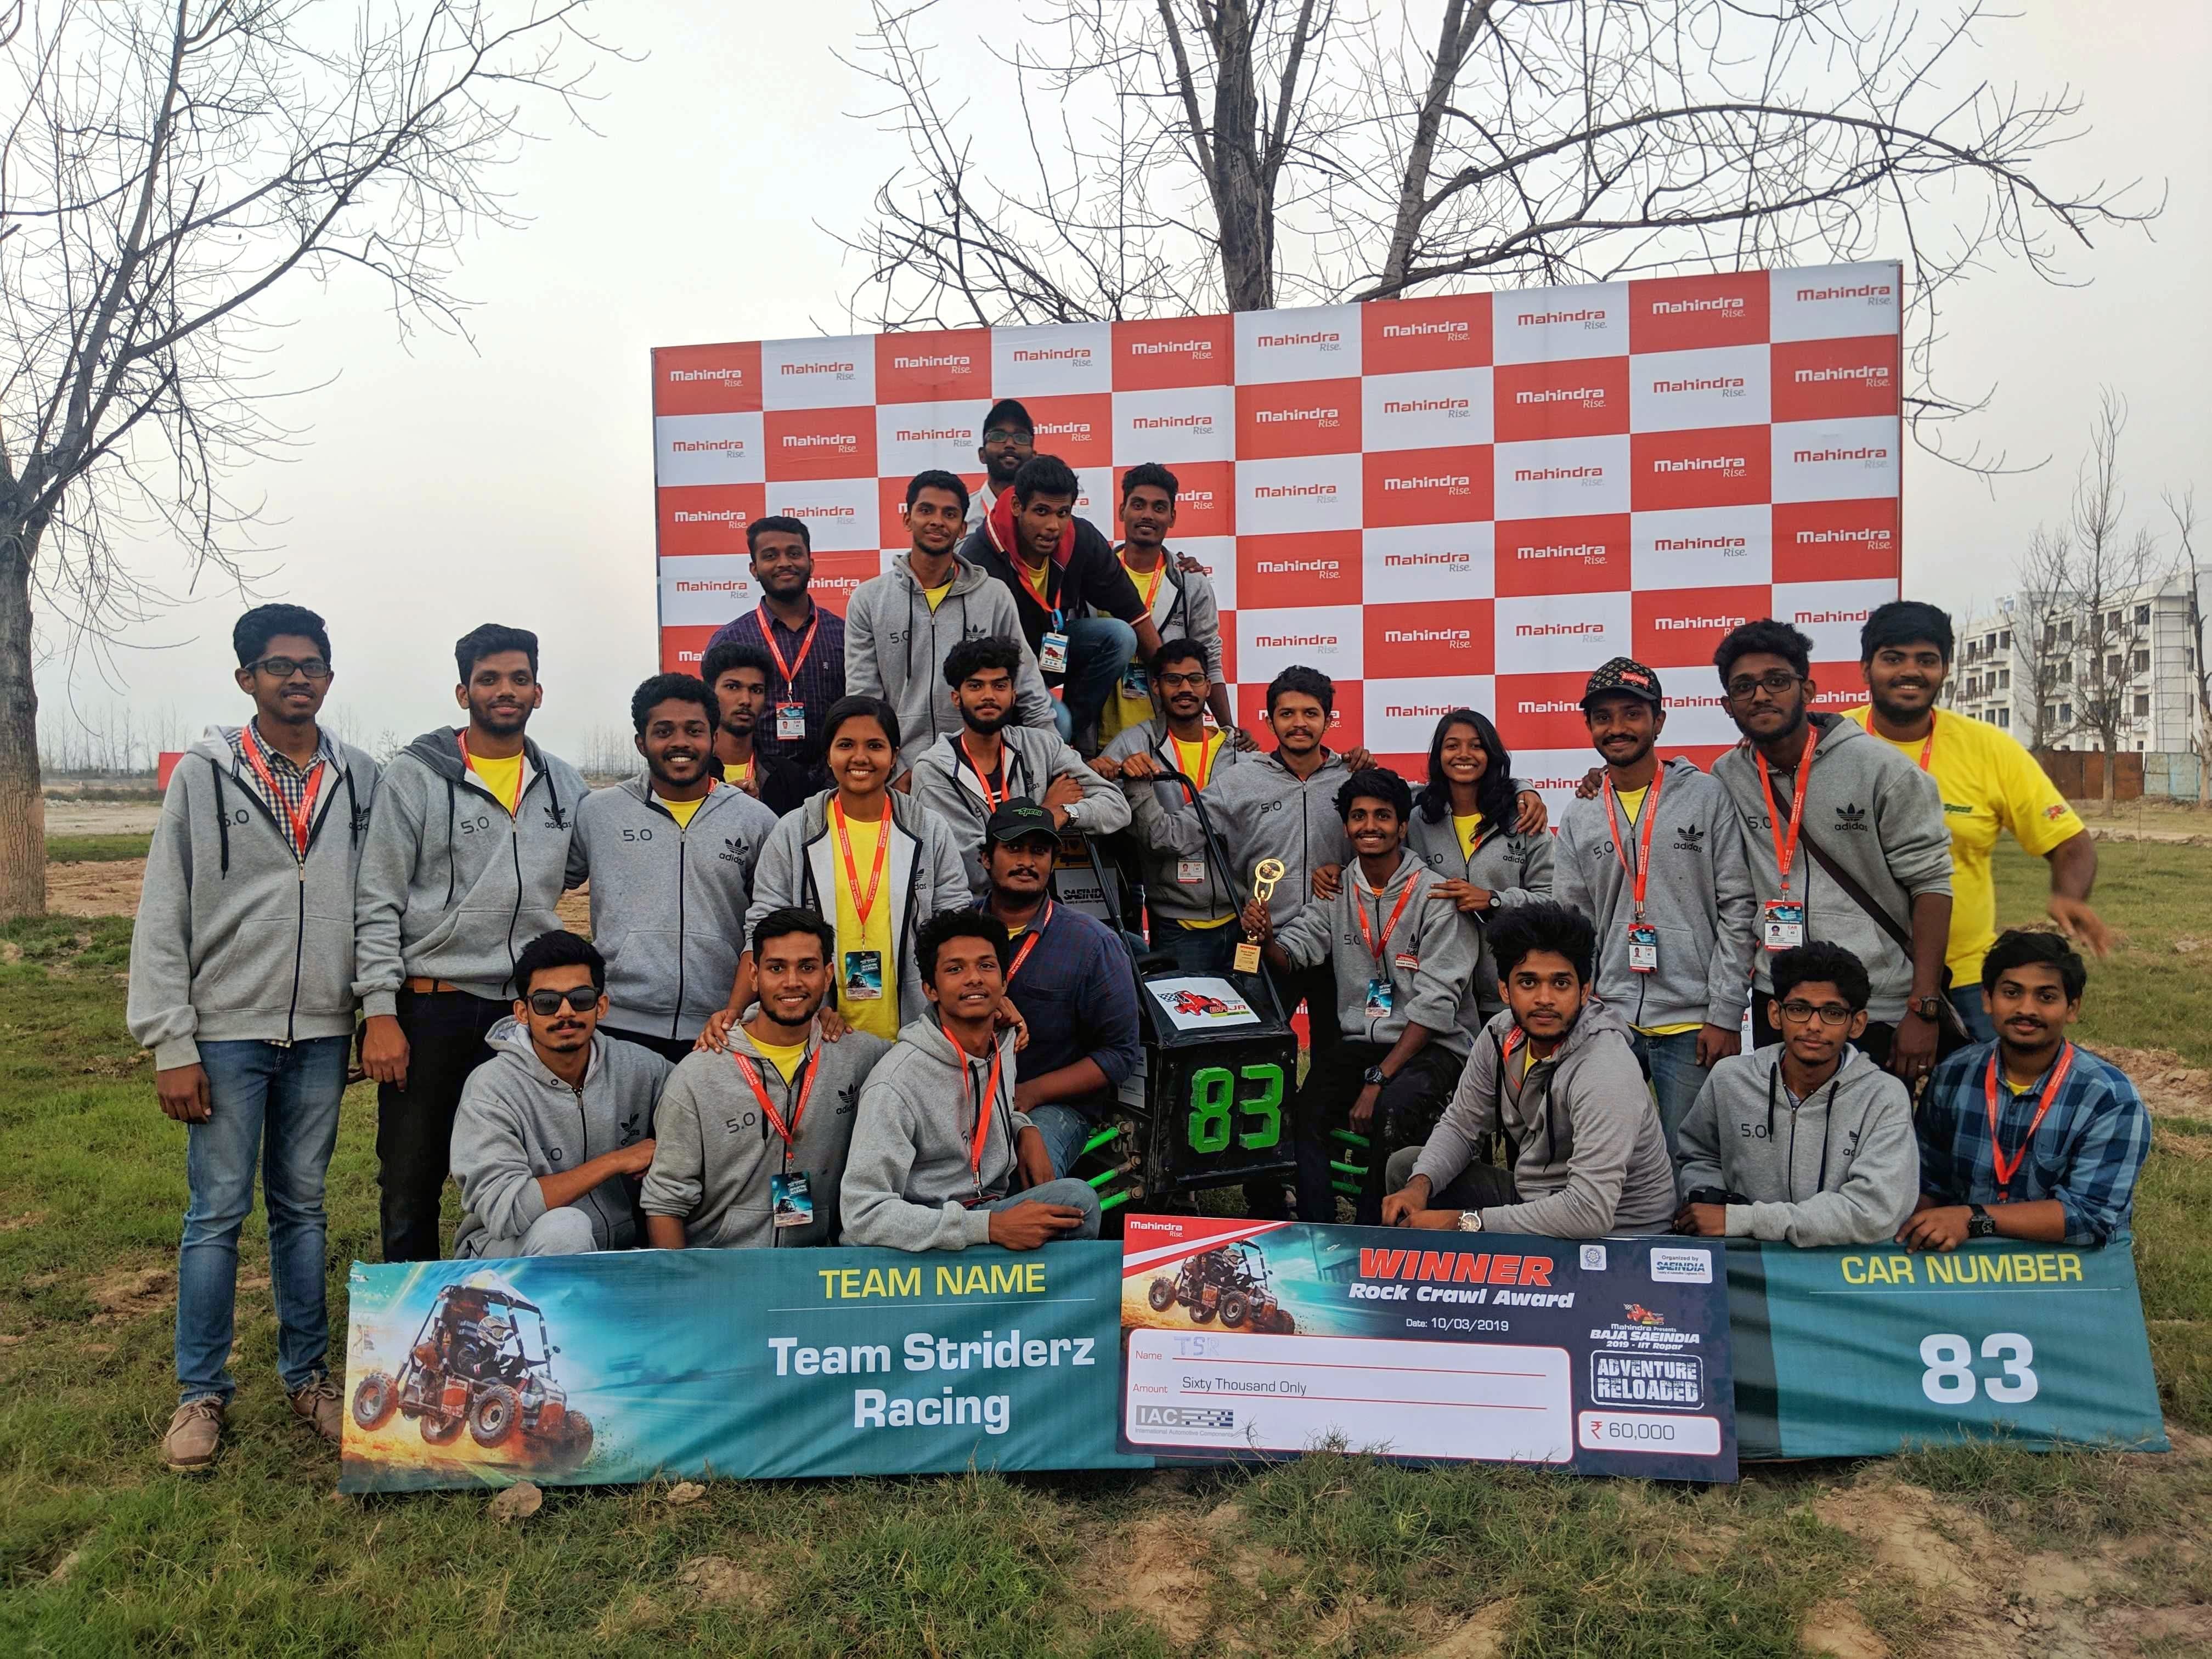 Mahindra
Rise.
SAEINDIA
5.0
adidas
83
TEAM NAME
Team Striderz
Racing
Mahindra
Rise.
WINNER
Rock Crawl Award
Date: 10/03/2019
Name TSR
Amount Sixty Thousand Only
IAC
International Automotive Components
Organized by
SAEINDIA
Mahindra Presents
BAJA SAEINDIA
2019 - IIT Ropar
ADVENTURE
RELOADED
₹ 60,000
CAR NUMBER
83